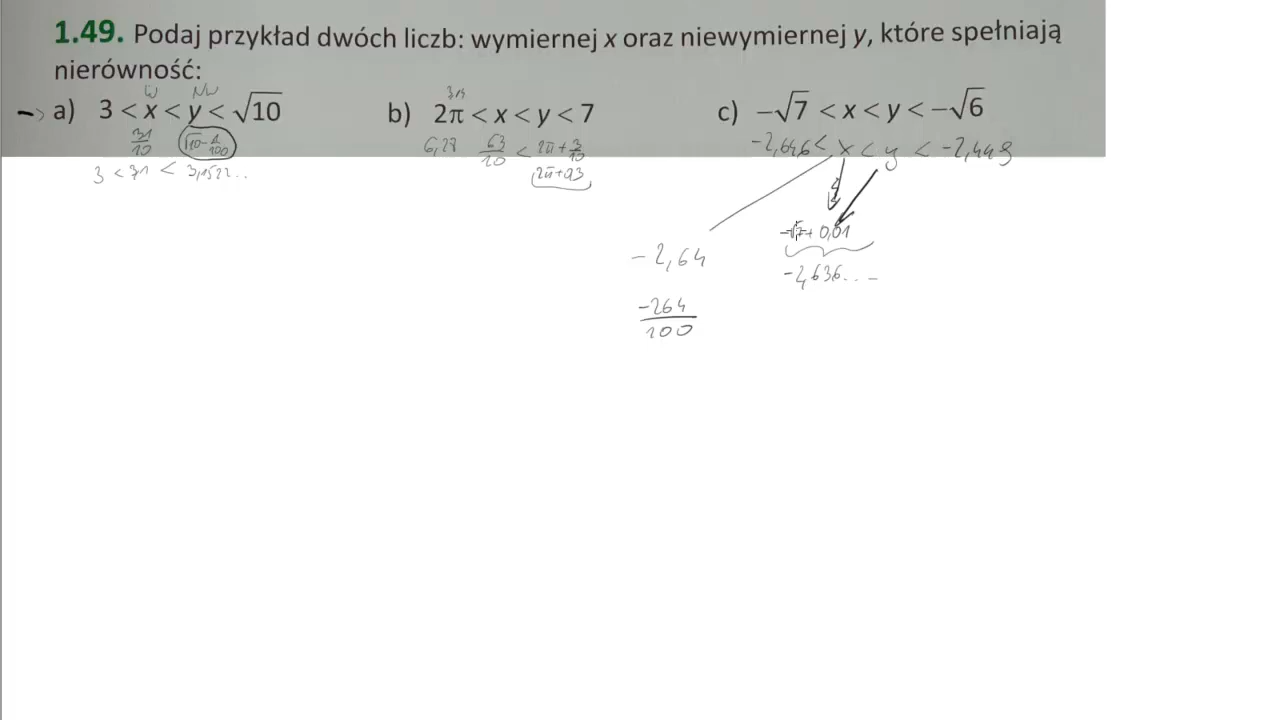 1.49. Podaj przykład dwóch liczb: wymiernej x oraz niewymiernej y, które spełniają
nierówność:
W NW
→ a) 3 < x < y < √10 b) 2π < x < y < 7 c) −√7 < x < y < −√6
31/10 √10 - 1/100 6,28 63/10 < 2π + 3/10 -2,646 < x < y < -2,449
3 < 3,1 < 3,1522.. 2π+0,3
-√7 + 0,01
-2,64
-2,636...
-264/100